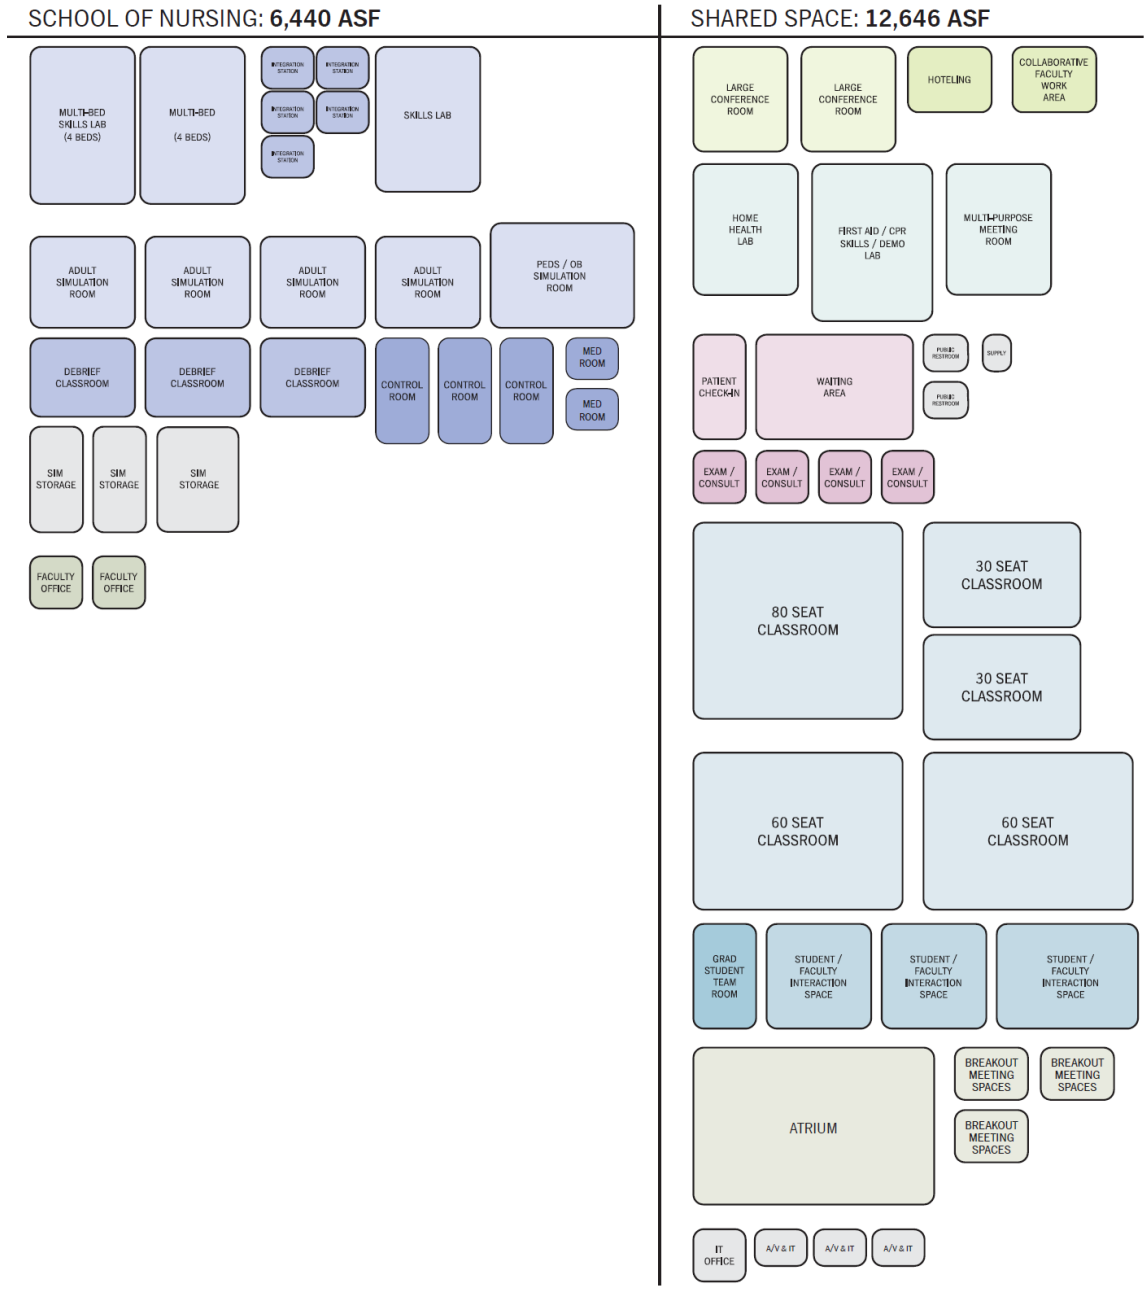 SCHOOL OF NURSING: 6,440 ASF
MULTI-BED
SKILLS LAB
(4 BEDS)
MULTI-BED
(4 BEDS)
INTEGRATION
STATION
INTEGRATION
STATION
INTEGRATION
STATION
INTEGRATION
STATION
INTEGRATION
STATION
SKILLS LAB
ADULT
SIMULATION
ROOM
ADULT
SIMULATION
ROOM
ADULT
SIMULATION
ROOM
ADULT
SIMULATION
ROOM
PEDS / OB
SIMULATION
ROOM
DEBRIEF
CLASSROOM
DEBRIEF
CLASSROOM
DEBRIEF
CLASSROOM
CONTROL
ROOM
CONTROL
ROOM
CONTROL
ROOM
MED
ROOM
MED
ROOM
SIM
STORAGE
SIM
STORAGE
SIM
STORAGE
FACULTY
OFFICE
FACULTY
OFFICE
SHARED SPACE: 12,646 ASF
LARGE
CONFERENCE
ROOM
LARGE
CONFERENCE
ROOM
HOTELING
COLLABORATIVE
FACULTY
WORK
AREA
HOME
HEALTH
LAB
FIRST AID / CPR
SKILLS / DEMO
LAB
MULTI-PURPOSE
MEETING
ROOM
PATIENT
CHECK-IN
WAITING
AREA
PUBLIC
RESTROOM
SUPPLY
PUBLIC
RESTROOM
EXAM /
CONSULT
EXAM /
CONSULT
EXAM /
CONSULT
EXAM /
CONSULT
80 SEAT
CLASSROOM
30 SEAT
CLASSROOM
30 SEAT
CLASSROOM
60 SEAT
CLASSROOM
60 SEAT
CLASSROOM
GRAD
STUDENT
TEAM
ROOM
STUDENT /
FACULTY
INTERACTION
SPACE
STUDENT /
FACULTY
INTERACTION
SPACE
STUDENT /
FACULTY
INTERACTION
SPACE
ATRIUM
BREAKOUT
MEETING
SPACES
BREAKOUT
MEETING
SPACES
BREAKOUT
MEETING
SPACES
IT
OFFICE
A/V & IT
A/V & IT
A/V & IT